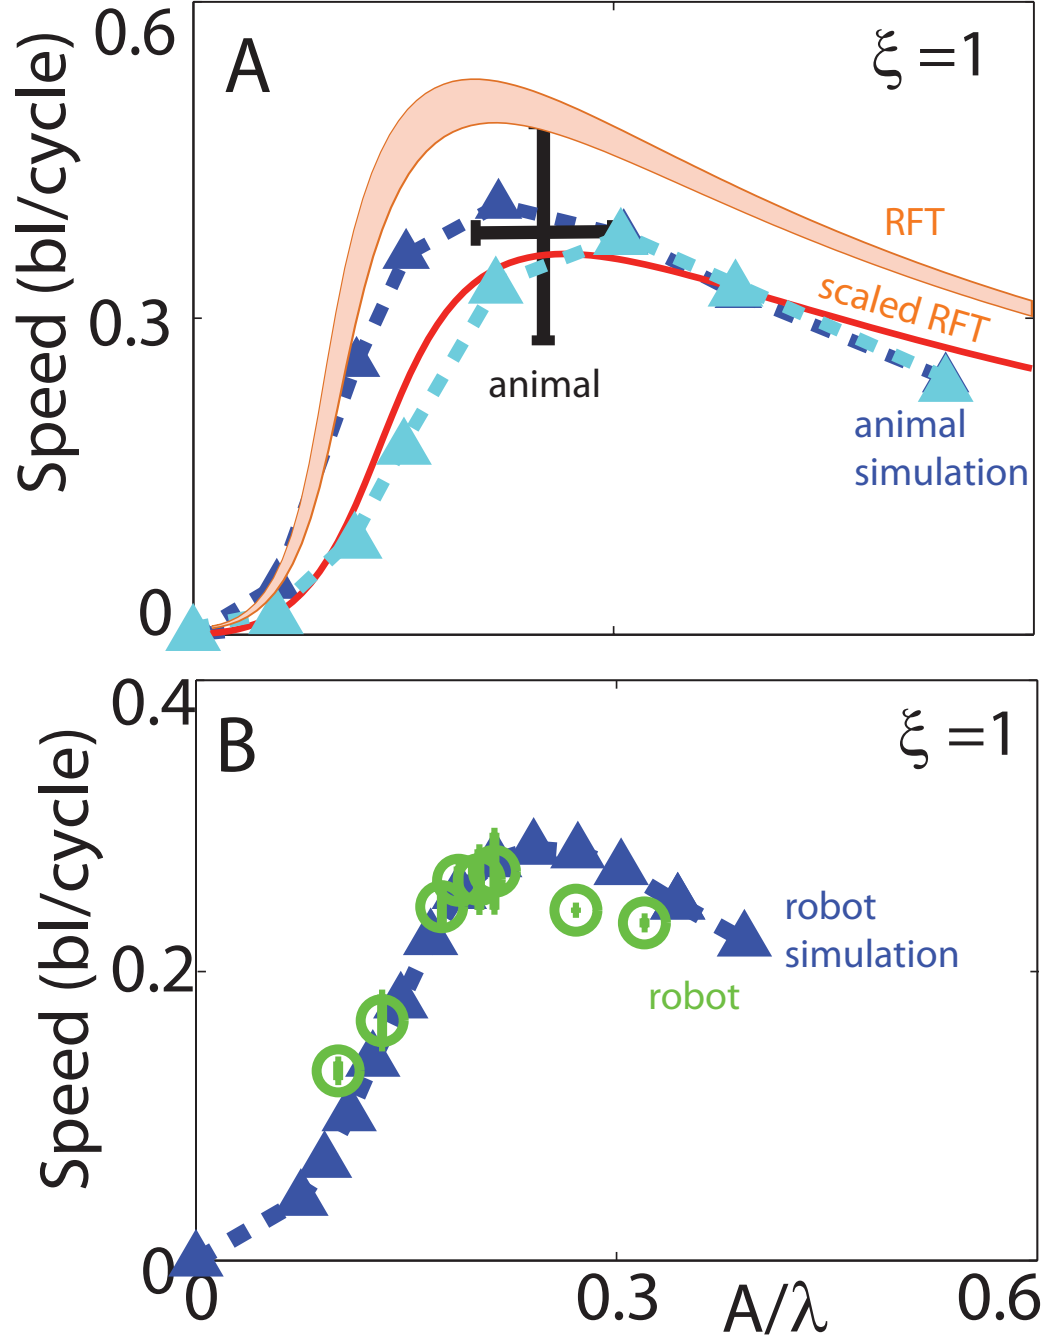 0.6
A
ξ =1
Speed (bl/cycle)
RFT
scaled RFT
0.3
animal
animal
simulation
0
0.4
B
ξ =1
Speed (bl/cycle)
robot
simulation
0.2
robot
0
0
0.3
A/λ
0.6